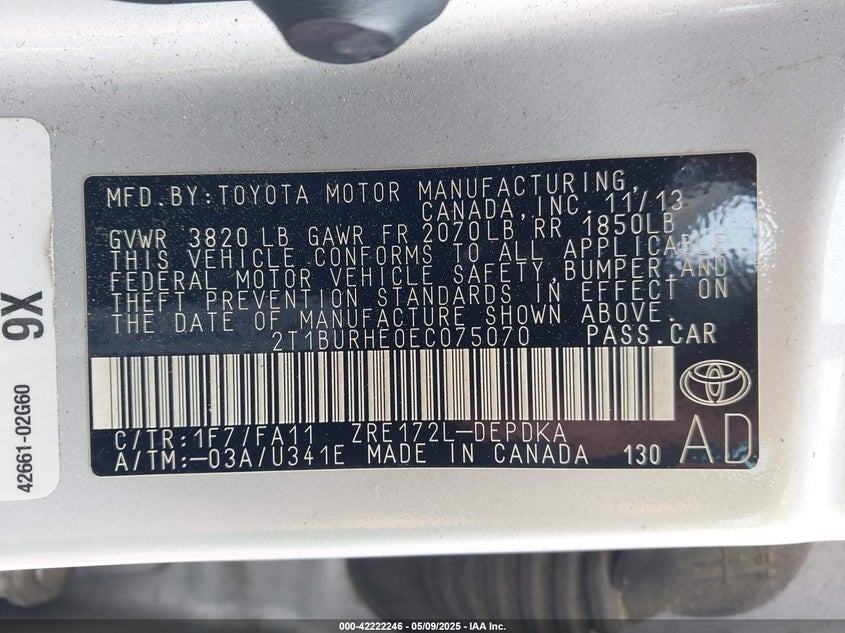 MFD.BY:TOYOTA MOTOR MANUFACTURING,
CANADA,INC. 11/13
GVWR 3820 LB GAWR FR 2070LB RR 1850LB
THIS VEHICLE CONFORMS TO ALL APPLICABLE
FEDERAL MOTOR VEHICLE SAFETY,BUMPER AND
THEFT PREVENTION STANDARDS IN EFFECT ON
THE DATE OF MANUFACTURE SHOWN ABOVE.
2T1BURHE0EC075070 PASS.CAR
C/TR:1F7/FA11 ZRE172L-DEPDKA
A/TM:-03A/U341E MADE IN CANADA 130
AD
9X
42661-02G60
000-42222246 - 05/09/2025 - IAA Inc.